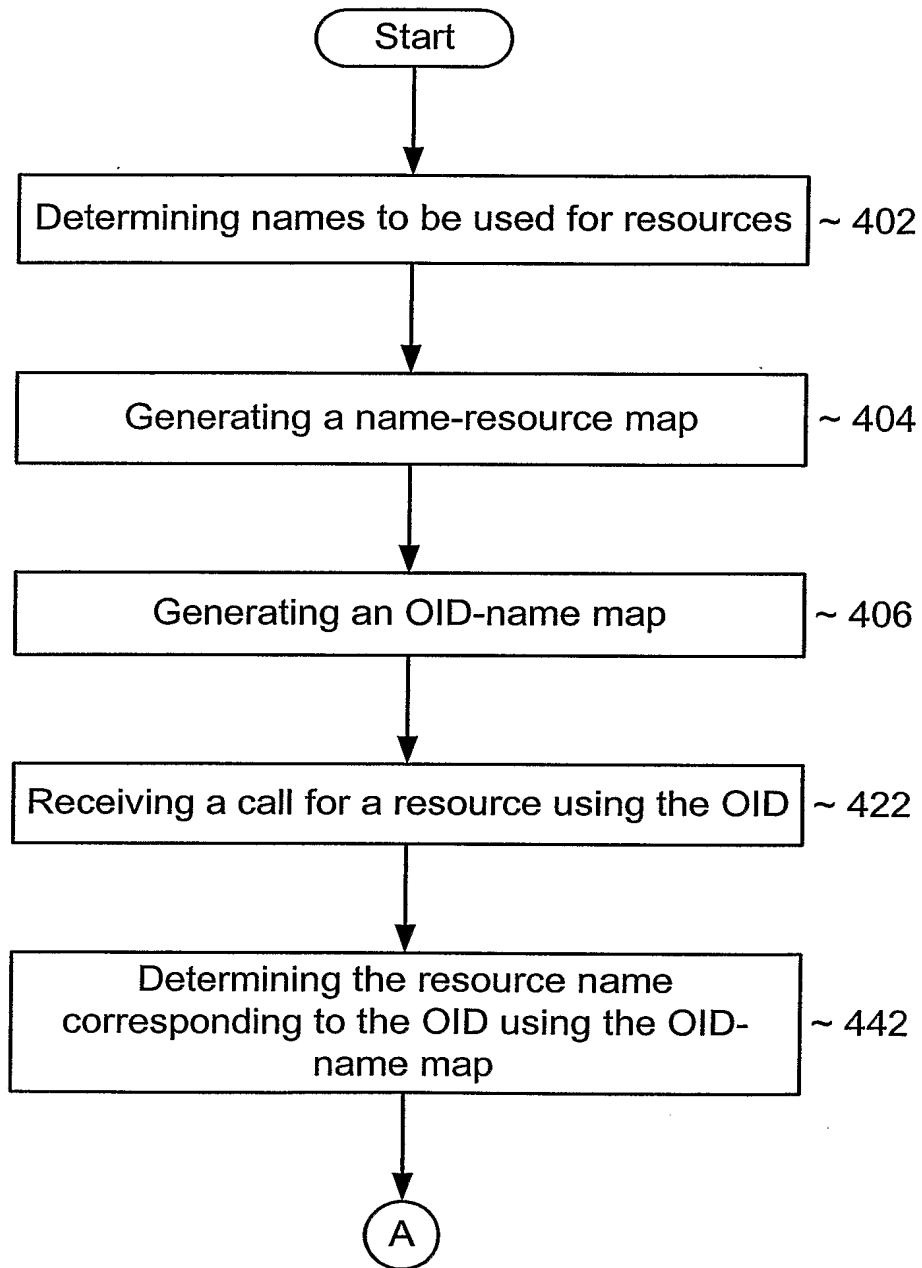 Start
Determining names to be used for resources
~ 402
Generating a name-resource map
~ 404
Generating an OID-name map
~ 406
Receiving a call for a resource using the OID
~ 422
Determining the resource name
corresponding to the OID using the OID-
name map
~ 442
A